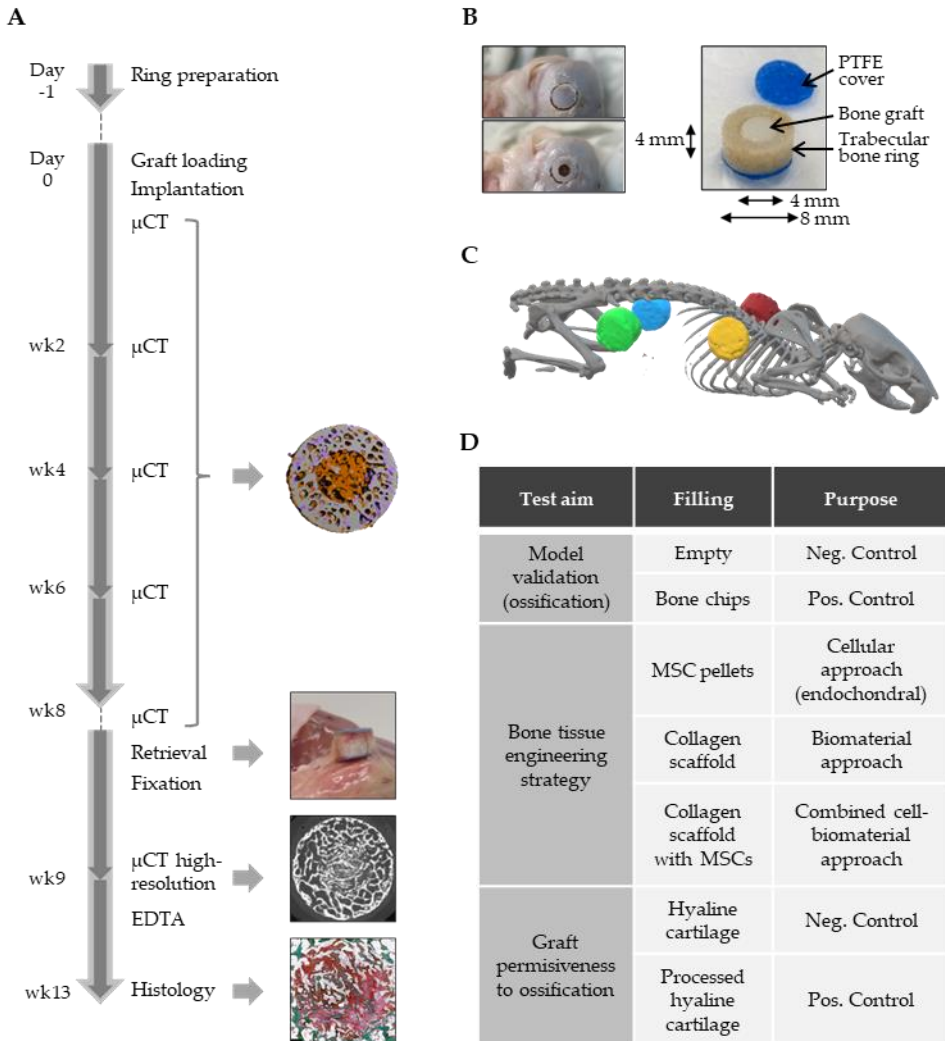 A
Day
-1
Ring preparation
Day
0
Graft loading
Implantation
μCT
wk2
μCT
wk4
μCT
wk6
μCT
wk8
μCT
Retrieval
Fixation
wk9
μCT high-
resolution
EDTA
wk13
Histology
B
PTFE
cover
Bone graft
Trabecular
bone ring
4 mm
4 mm
8 mm
C
D
Test aim
Filling
Purpose
Model
validation
(ossification)
Empty
Neg. Control
Bone chips
Pos. Control
Bone tissue
engineering
strategy
MSC pellets
Cellular
approach
(endochondral)
Collagen
scaffold
Biomaterial
approach
Collagen
scaffold
with MSCs
Combined cell-
biomaterial
approach
Graft
permisiveness
to ossification
Hyaline
cartilage
Neg. Control
Processed
hyaline
cartilage
Pos. Control